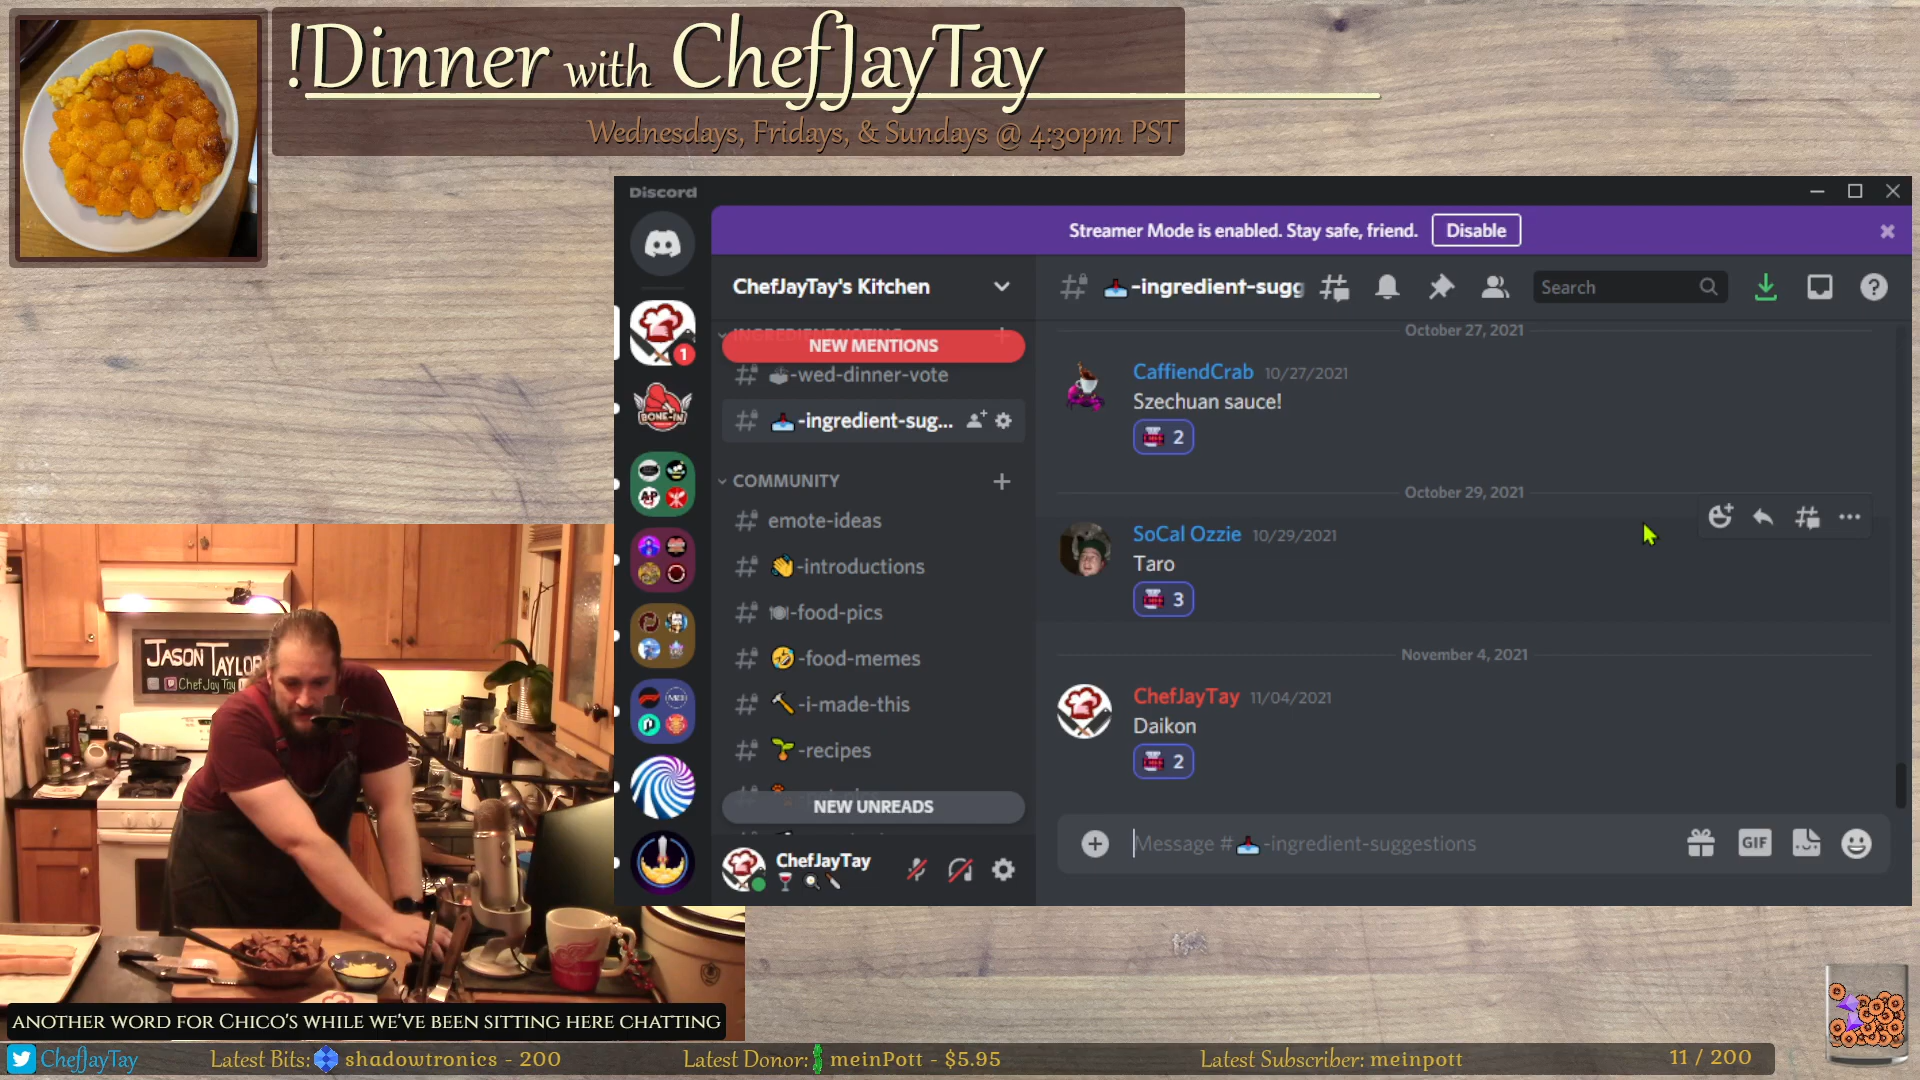 !Dinner with ChefJayTay
Wednesdays, Fridays, & Sundays @ 4:30pm PST
Discord
Streamer Mode is enabled. Stay safe, friend.
Disable
ChefJayTay's Kitchen
-ingredient-sugg
Search
NEW MENTIONS
-wed-dinner-vote
-ingredient-sug...
COMMUNITY
emote-ideas
-introductions
-food-pics
-food-memes
-i-made-this
-recipes
NEW UNREADS
ChefJayTay
1
BONE-IN
AP
October 27, 2021
CaffiendCrab 10/27/2021
Szechuan sauce!
2
October 29, 2021
SoCal Ozzie 10/29/2021
Taro
3
November 4, 2021
ChefJayTay 11/04/2021
Daikon
2
Message # -ingredient-suggestions
GIF
JASON TAYLOR
ChefJayTay
ANOTHER WORD FOR CHICO'S WHILE WE'VE BEEN SITTING HERE CHATTING
ChefJayTay
Latest Bits: shadowtronics - 200
Latest Donor: meinPott - $5.95
Latest Subscriber: meinpott
11 / 200